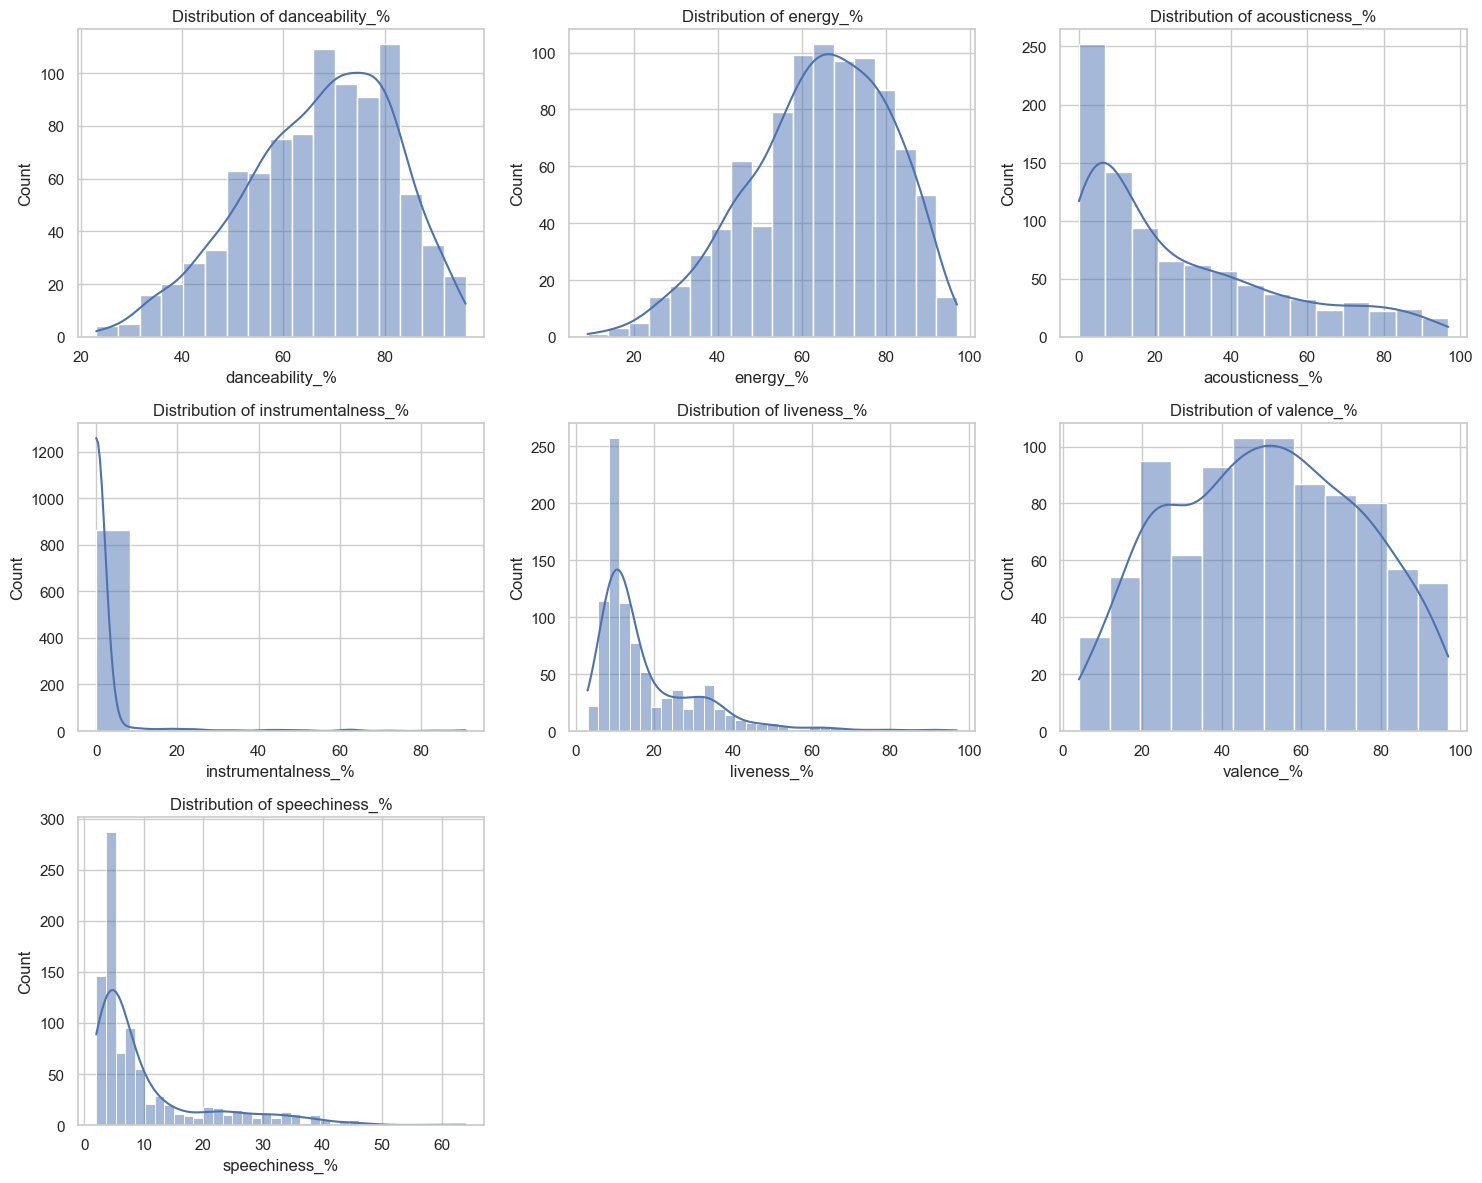 Distribution of danceability_%
Count
100
80
60
40
20
0
20 40 60 80
danceability_%
Distribution of energy_%
Count
100
80
60
40
20
0
20 40 60 80 100
energy_%
Distribution of acousticness_%
Count
250
200
150
100
50
0
0 20 40 60 80 100
acousticness_%
Distribution of instrumentalness_%
Count
1200
1000
800
600
400
200
0
0 20 40 60 80
instrumentalness_%
Distribution of liveness_%
Count
250
200
150
100
50
0
0 20 40 60 80 100
liveness_%
Distribution of valence_%
Count
100
80
60
40
20
0
0 20 40 60 80 100
valence_%
Distribution of speechiness_%
Count
300
250
200
150
100
50
0
0 10 20 30 40 50 60
speechiness_%